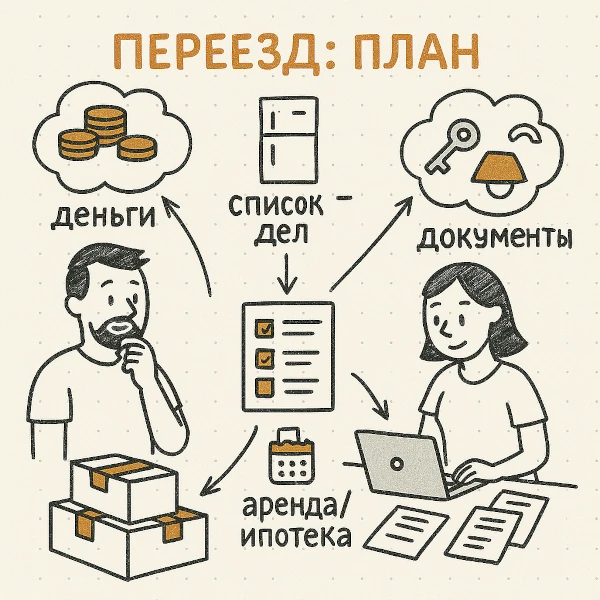 ПЕРЕЕЗД: ПЛАН
деньги
список –
дел
документы
аренда/
ипотека